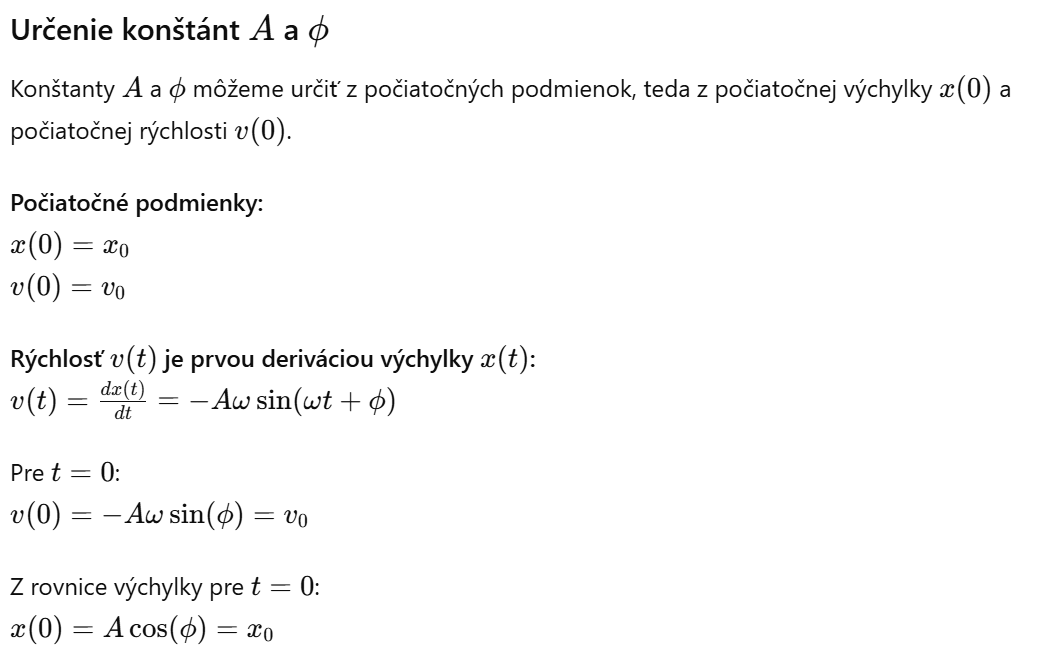 Určenie konštánt A a ϕ
Konštanty A a ϕ môžeme určiť z počiatočných podmienok, teda z počiatočnej výchylky x(0) a
počiatočnej rýchlosti v(0).
Počiatočné podmienky:
x(0) = x₀
v(0) = v₀
Rýchlosť v(t) je prvou deriváciou výchylky x(t):
v(t) = dx(t)/dt = −Aω sin(ωt + ϕ)
Pre t = 0:
v(0) = −Aω sin(ϕ) = v₀
Z rovnice výchylky pre t = 0:
x(0) = A cos(ϕ) = x₀